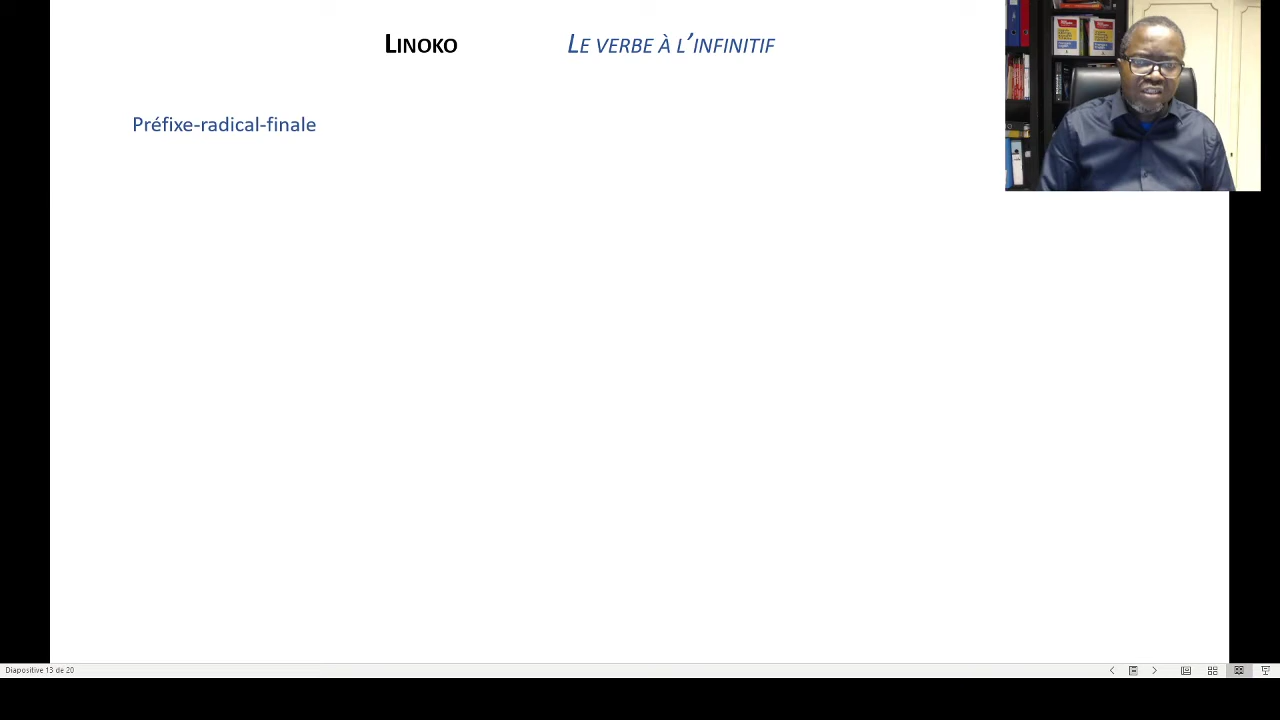 LINOKO LE VERBE À L’INFINITIF
Préfixe-radical-finale
Diapositive 13 de 20